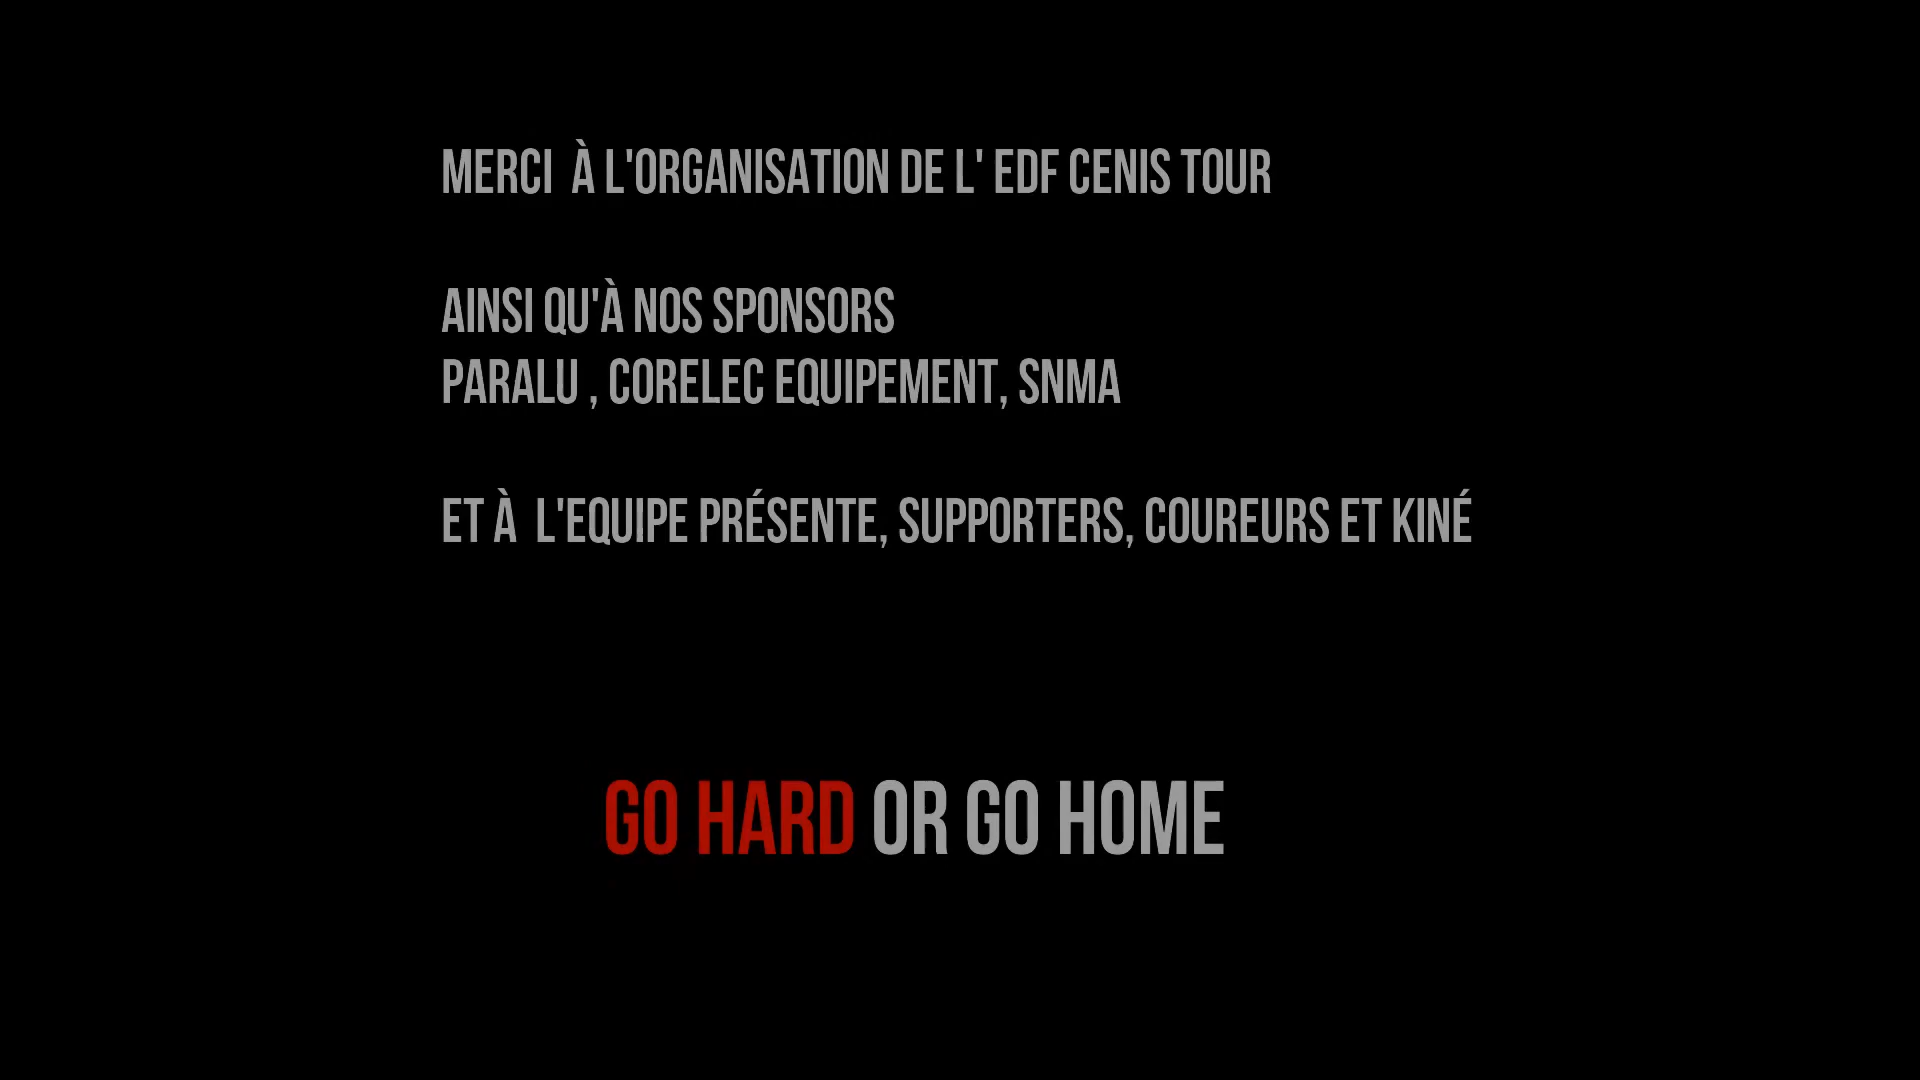 MERCI À L'ORGANISATION DE L' EDF CENIS TOUR
AINSI QU'À NOS SPONSORS
PARALU , CORELEC EQUIPEMENT, SNMA
ET À L'EQUIPE PRÉSENTE, SUPPORTERS, COUREURS ET KINÉ
GO HARD OR GO HOME